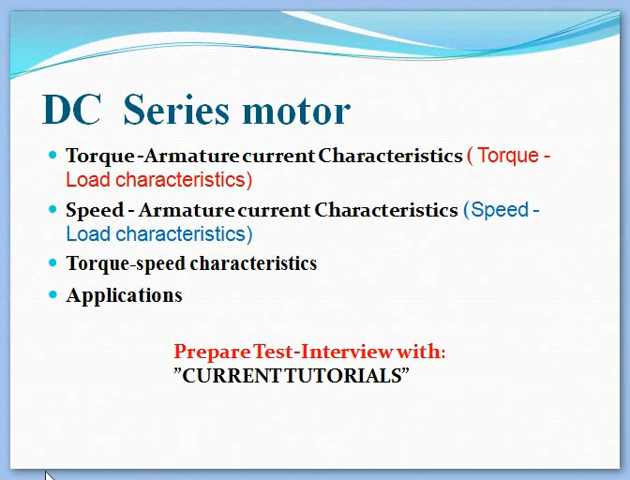 DC Series motor
Torque -Armature current Characteristics ( Torque -
Load characteristics)
Speed - Armature current Characteristics (Speed -
Load characteristics)
Torque-speed characteristics
Applications
Prepare Test-Interview with:
”CURRENT TUTORIALS”